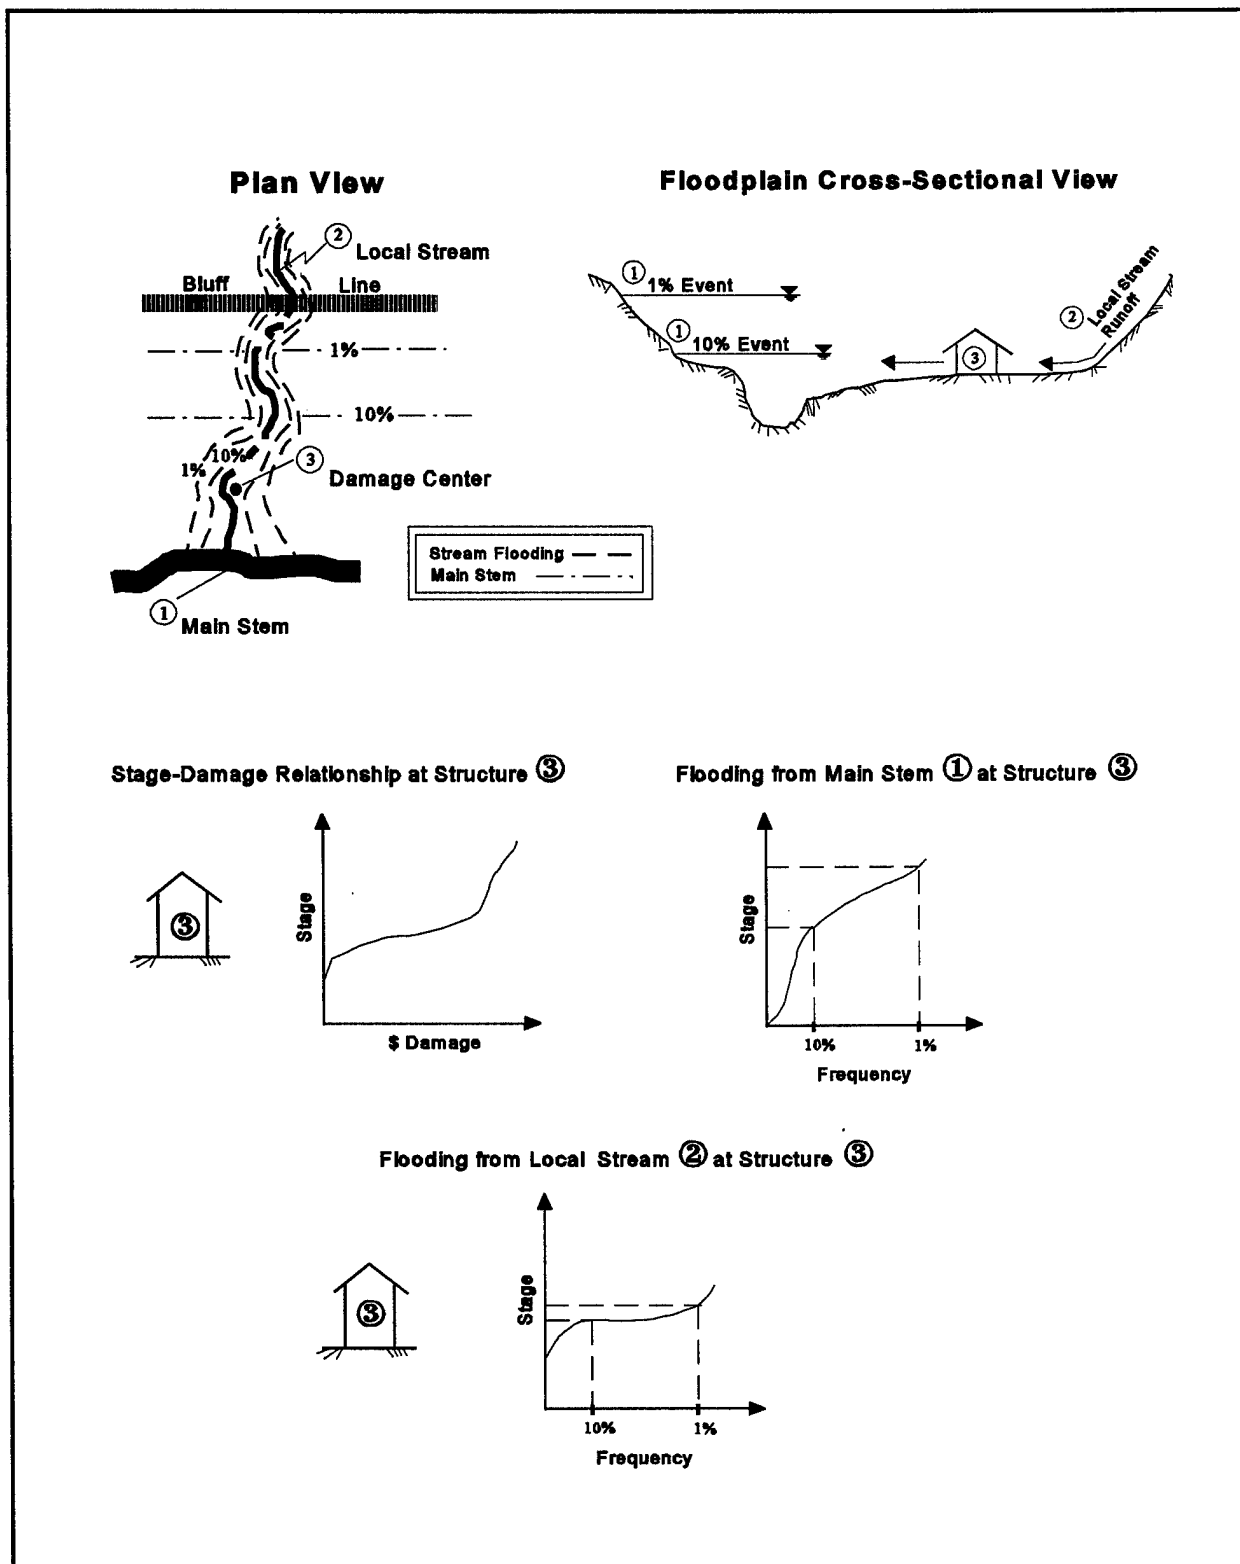 Plan View
② Local Stream
Bluff Line
1%
10%
10%
1%
③ Damage Center
Stream Flooding
Main Stem
① Main Stem
Floodplain Cross-Sectional View
① 1% Event
① 10% Event
② Local Stream
Runoff
③
Stage-Damage Relationship at Structure ③
③
Stage
$ Damage
Flooding from Main Stem ① at Structure ③
Stage
10% 1%
Frequency
Flooding from Local Stream ② at Structure ③
③
Stage
10% 1%
Frequency